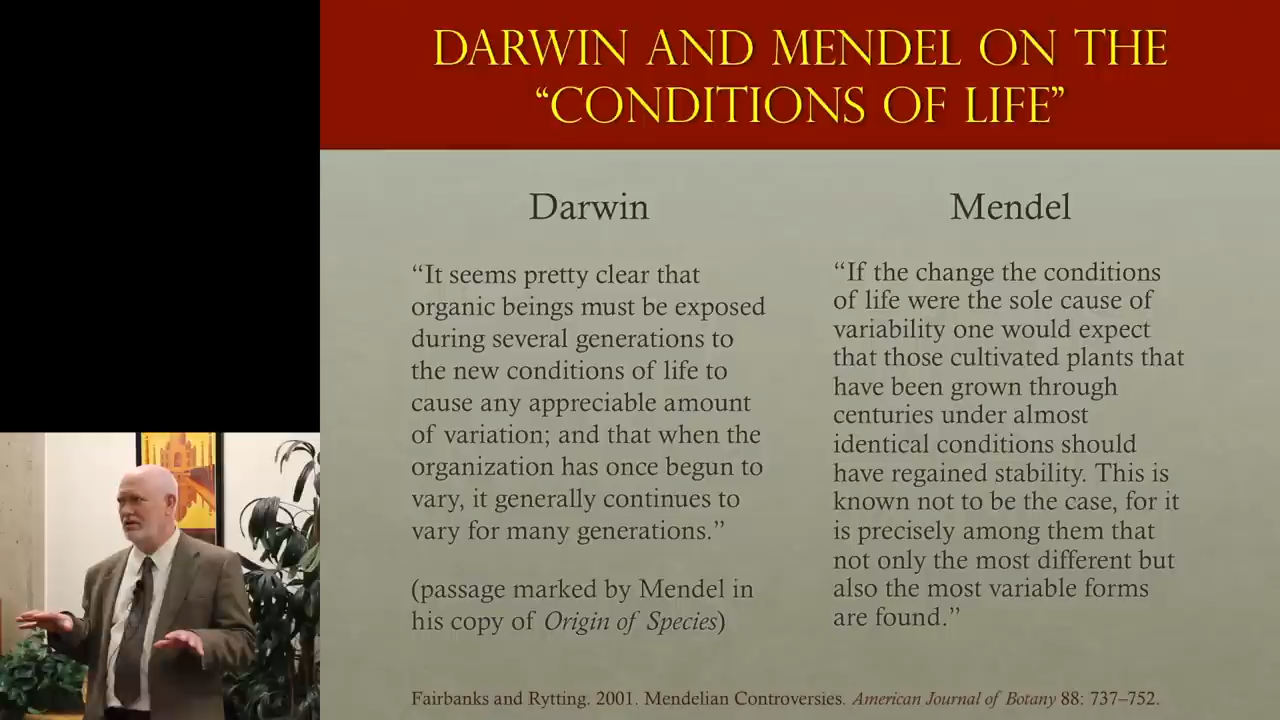 DARWIN AND MENDEL ON THE
“CONDITIONS OF LIFE”
Darwin
“It seems pretty clear that
organic beings must be exposed
during several generations to
the new conditions of life to
cause any appreciable amount
of variation; and that when the
organization has once begun to
vary, it generally continues to
vary for many generations.”
(passage marked by Mendel in
his copy of Origin of Species)
Mendel
“If the change the conditions
of life were the sole cause of
variability one would expect
that those cultivated plants that
have been grown through
centuries under almost
identical conditions should
have regained stability. This is
known not to be the case, for it
is precisely among them that
not only the most different but
also the most variable forms
are found.”
Fairbanks and Rytting. 2001. Mendelian Controversies. American Journal of Botany 88: 737–752.